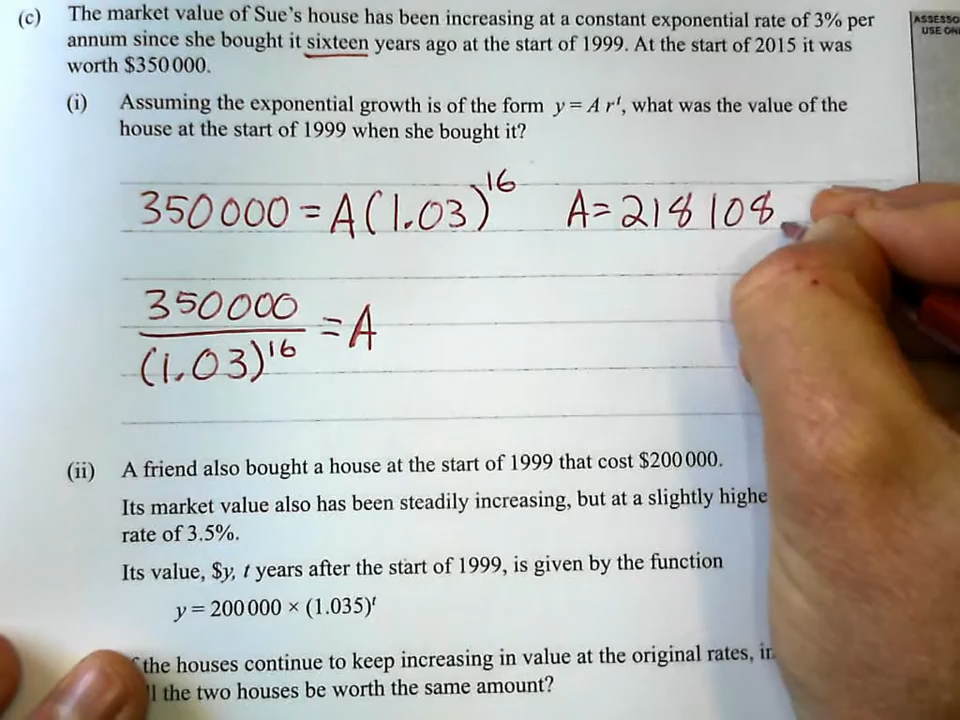 (c) The market value of Sue's house has been increasing at a constant exponential rate of 3% per
annum since she bought it sixteen years ago at the start of 1999. At the start of 2015 it was
worth $350 000.
ASSESSO
USE ON
(i) Assuming the exponential growth is of the form y = A rᵗ, what was the value of the
house at the start of 1999 when she bought it?
350000 = A(1.03)¹⁶ A = 218 108
350000 / (1.03)¹⁶ = A
(ii) A friend also bought a house at the start of 1999 that cost $200 000.
Its market value also has been steadily increasing, but at a slightly highe
rate of 3.5%.
Its value, $y, t years after the start of 1999, is given by the function
y = 200 000 × (1.035)ᵗ
the houses continue to keep increasing in value at the original rates,
the two houses be worth the same amount?